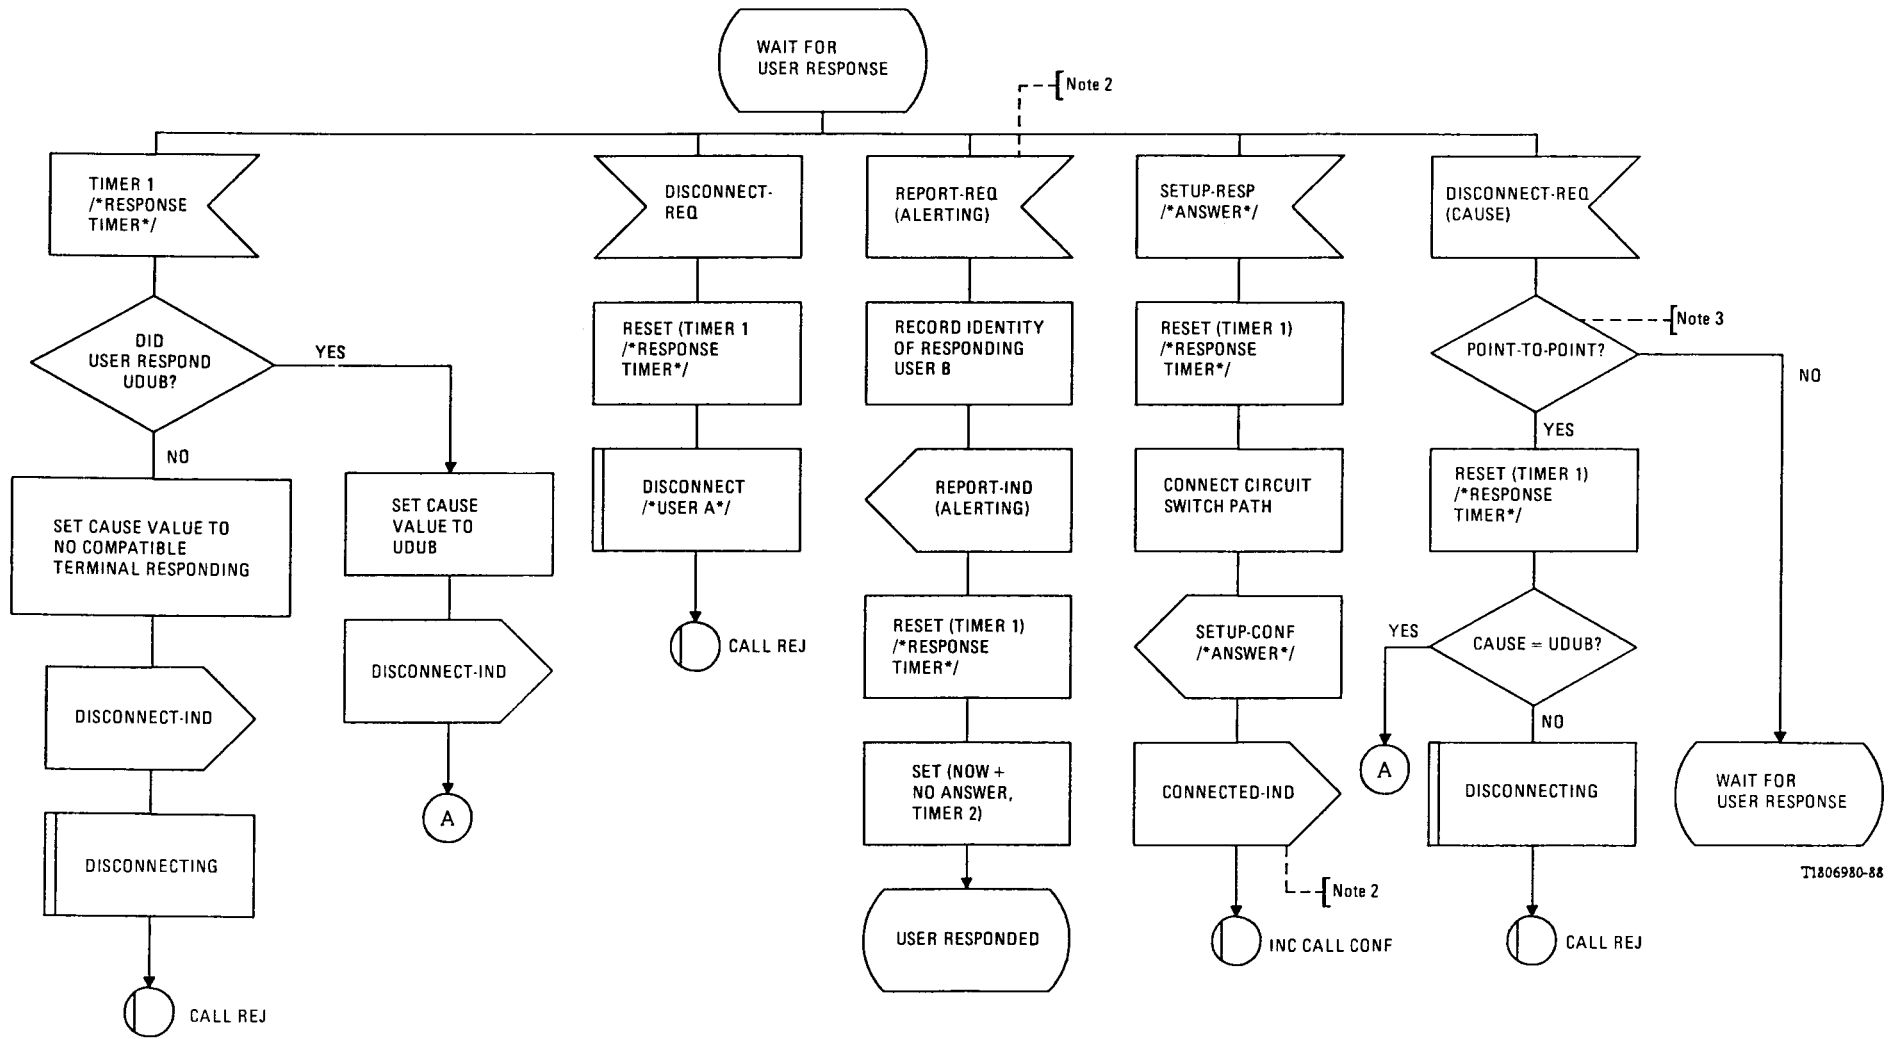 WAIT FOR
USER RESPONSE
Note 2
TIMER 1
/*RESPONSE
TIMER*/
DISCONNECT-
REQ
REPORT-REQ
(ALERTING)
SETUP-RESP
/*ANSWER*/
DISCONNECT-REQ
(CAUSE)
DID
USER RESPOND
UDUB?
YES
NO
SET CAUSE VALUE TO
NO COMPATIBLE
TERMINAL RESPONDING
DISCONNECT-IND
DISCONNECTING
CALL REJ
SET CAUSE
VALUE TO
UDUB
DISCONNECT-IND
A
RESET (TIMER 1
/*RESPONSE
TIMER*/
DISCONNECT
/*USER A*/
CALL REJ
RECORD IDENTITY
OF RESPONDING
USER B
REPORT-IND
(ALERTING)
RESET (TIMER 1)
/*RESPONSE
TIMER*/
SET (NOW +
NO ANSWER,
TIMER 2)
USER RESPONDED
RESET (TIMER 1)
/*RESPONSE
TIMER*/
CONNECT CIRCUIT
SWITCH PATH
SETUP-CONF
/*ANSWER*/
CONNECTED-IND
Note 2
INC CALL CONF
Note 3
POINT-TO-POINT?
NO
YES
RESET (TIMER 1)
/*RESPONSE
TIMER*/
YES
CAUSE = UDUB?
NO
A
DISCONNECTING
CALL REJ
WAIT FOR
USER RESPONSE
T1806980-88